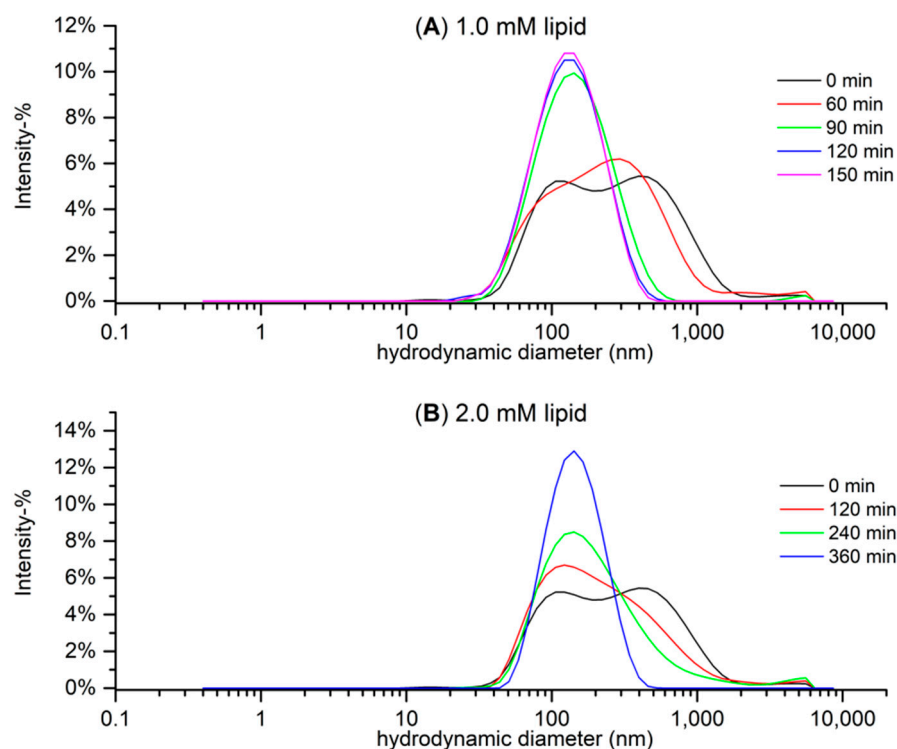 (A) 1.0 mM lipid
12%
10%
8%
6%
4%
2%
0%
Intensity-%
0 min
60 min
90 min
120 min
150 min
0.1 1 10 100 1,000 10,000
hydrodynamic diameter (nm)
(B) 2.0 mM lipid
14%
12%
10%
8%
6%
4%
2%
0%
Intensity-%
0 min
120 min
240 min
360 min
0.1 1 10 100 1,000 10,000
hydrodynamic diameter (nm)